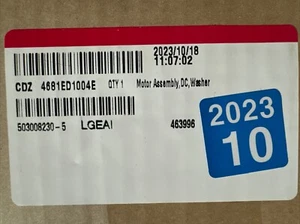 2023/10/18
11:07:02
CDZ 4681ED1004E QTY 1 Motor Assembly,DC,Washer
503008230-5 LGEAI 463996
2023
10